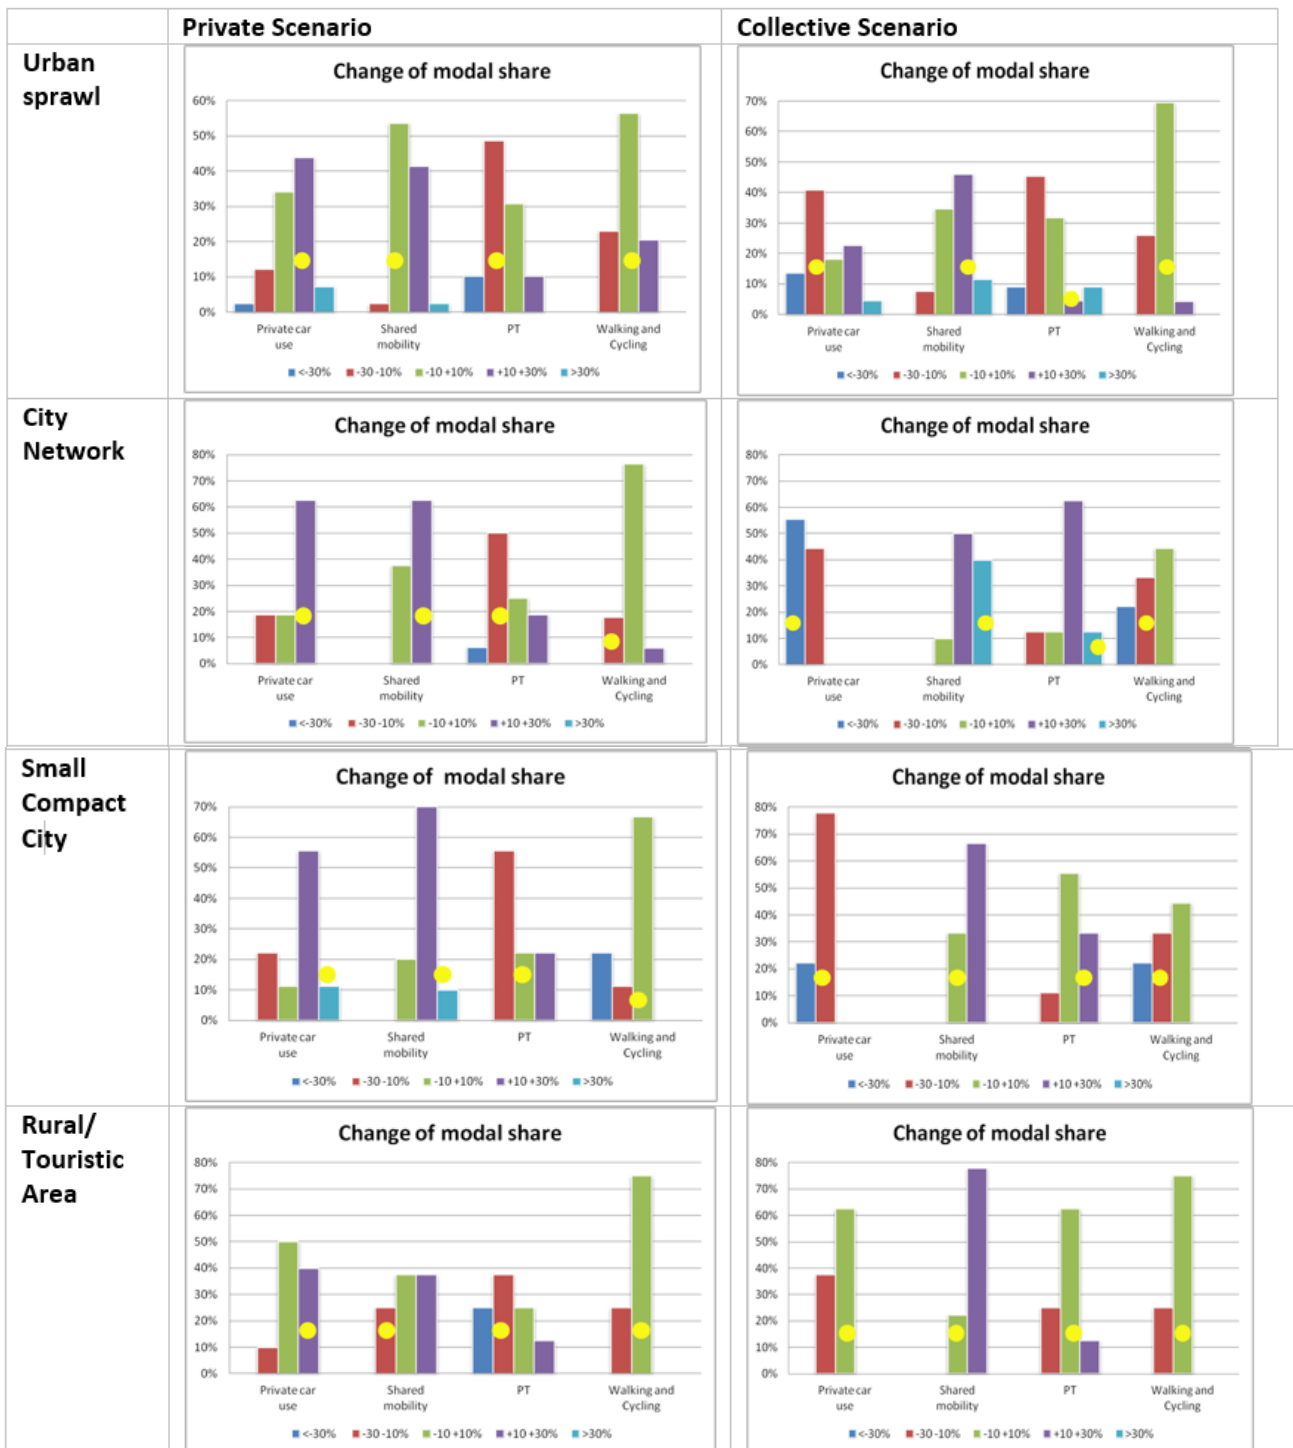 Private Scenario
Collective Scenario
Urban
sprawl
Change of modal share
60%
50%
40%
30%
20%
10%
0%
Private car
use
Shared
mobility
PT
Walking and
Cycling
<-30% -30 -10% -10 +10% +10 +30% >30%
Change of modal share
70%
60%
50%
40%
30%
20%
10%
0%
Private car
use
Shared
mobility
PT
Walking and
Cycling
<-30% -30 -10% -10 +10% +10 +30% >30%
City
Network
Change of modal share
80%
70%
60%
50%
40%
30%
20%
10%
0%
Private car
use
Shared
mobility
PT
Walking and
Cycling
<-30% -30 -10% -10 +10% +10 +30% >30%
Change of modal share
80%
70%
60%
50%
40%
30%
20%
10%
0%
Private car
use
Shared
mobility
PT
Walking and
Cycling
<-30% -30 -10% -10 +10% +10 +30% >30%
Small
Compact
City
Change of modal share
70%
60%
50%
40%
30%
20%
10%
0%
Private car
use
Shared
mobility
PT
Walking and
Cycling
<-30% -30 -10% -10 +10% +10 +30% >30%
Change of modal share
80%
70%
60%
50%
40%
30%
20%
10%
0%
Private car
use
Shared
mobility
PT
Walking and
Cycling
<-30% -30 -10% -10 +10% +10 +30% >30%
Rural/
Touristic
Area
Change of modal share
80%
70%
60%
50%
40%
30%
20%
10%
0%
Private car
use
Shared
mobility
PT
Walking and
Cycling
<-30% -30 -10% -10 +10% +10 +30% >30%
Change of modal share
80%
70%
60%
50%
40%
30%
20%
10%
0%
Private car
use
Shared
mobility
PT
Walking and
Cycling
<-30% -30 -10% -10 +10% +10 +30% >30%